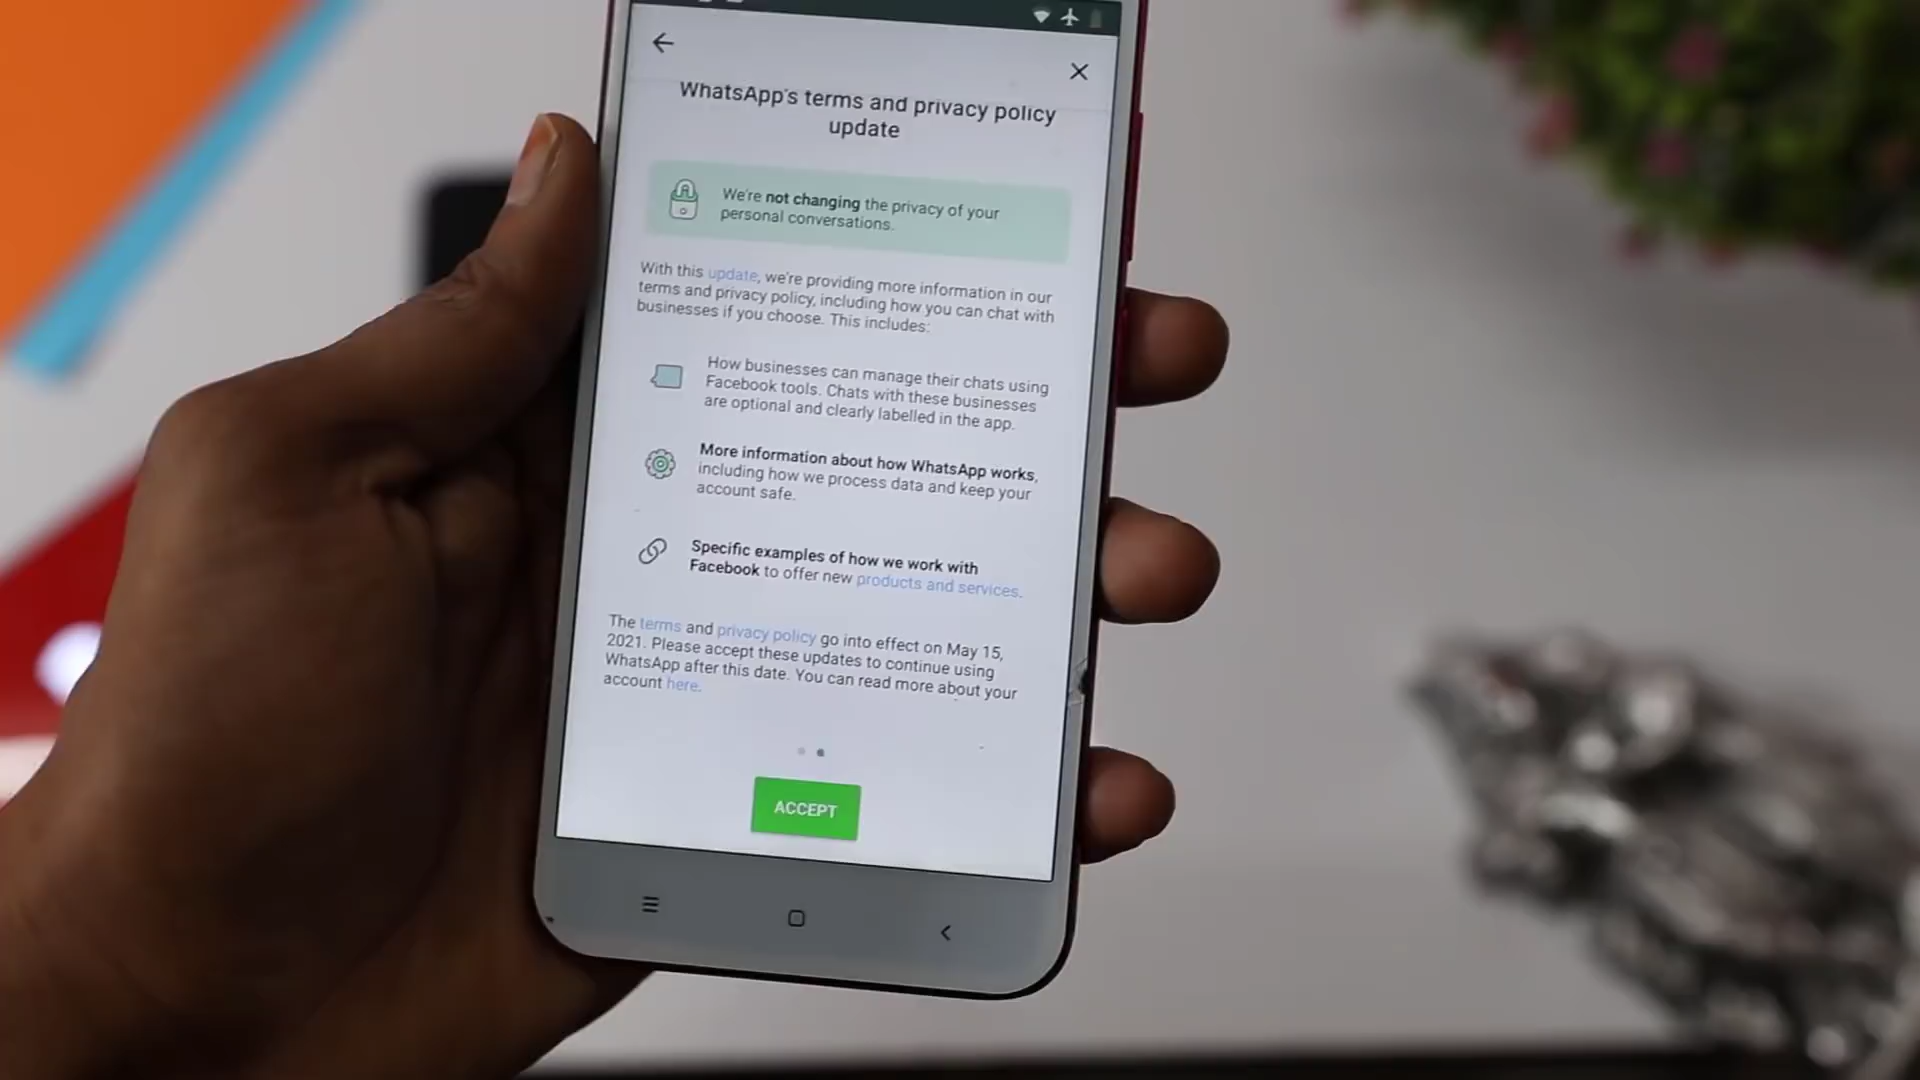 WhatsApp's terms and privacy policy
update
We're not changing the privacy of your
personal conversations.
With this update, we're providing more information in our
terms and privacy policy, including how you can chat with
businesses if you choose. This includes:
How businesses can manage their chats using
Facebook tools. Chats with these businesses
are optional and clearly labelled in the app.
More information about how WhatsApp works,
including how we process data and keep your
account safe.
Specific examples of how we work with
Facebook to offer new products and services.
The terms and privacy policy go into effect on May 15,
2021. Please accept these updates to continue using
WhatsApp after this date. You can read more about your
account here.
ACCEPT